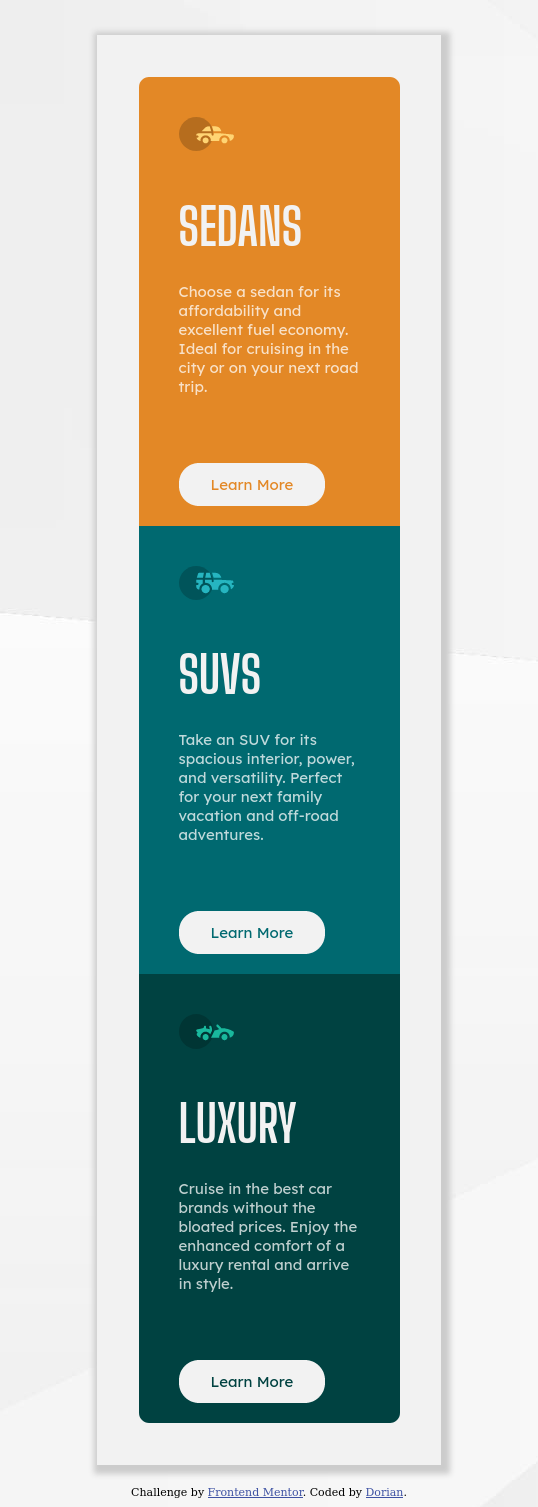 SEDANS
Choose a sedan for its
affordability and
excellent fuel economy.
Ideal for cruising in the
city or on your next road
trip.
Learn More
SUVS
Take an SUV for its
spacious interior, power,
and versatility. Perfect
for your next family
vacation and off-road
adventures.
Learn More
LUXURY
Cruise in the best car
brands without the
bloated prices. Enjoy the
enhanced comfort of a
luxury rental and arrive
in style.
Learn More
Challenge by Frontend Mentor. Coded by Dorian.